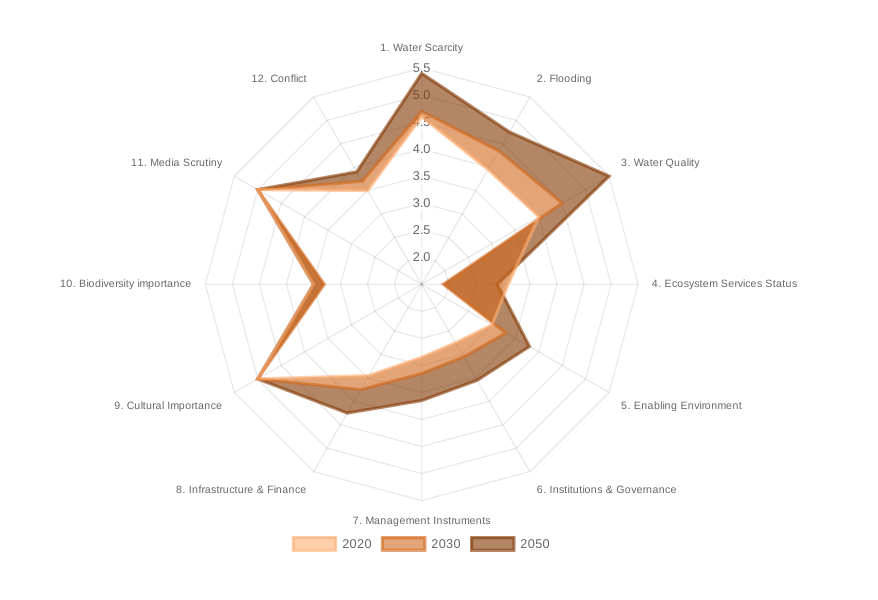 1. Water Scarcity
12. Conflict
2. Flooding
5.5
5.0
4.5
4.0
3.5
3.0
2.5
2.0
11. Media Scrutiny
3. Water Quality
10. Biodiversity importance
4. Ecosystem Services Status
9. Cultural Importance
5. Enabling Environment
8. Infrastructure & Finance
6. Institutions & Governance
7. Management Instruments
2020 2030 2050